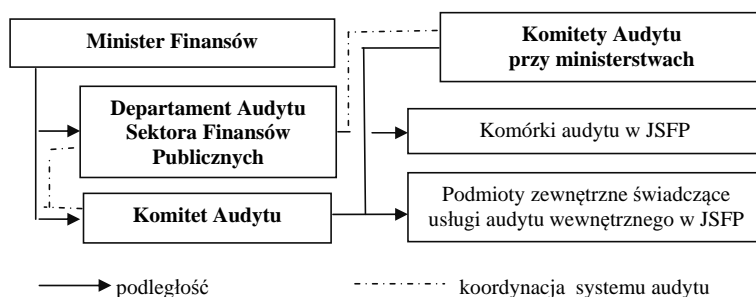 Minister Finansów
Komitety Audytu
przy ministerstwach
Departament Audytu
Sektora Finansów
Publicznych
Komórki audytu w JSFP
Komitet Audytu
Podmioty zewnętrzne świadczące
usługi audytu wewnętrznego w JSFP
podległość
koordynacja systemu audytu